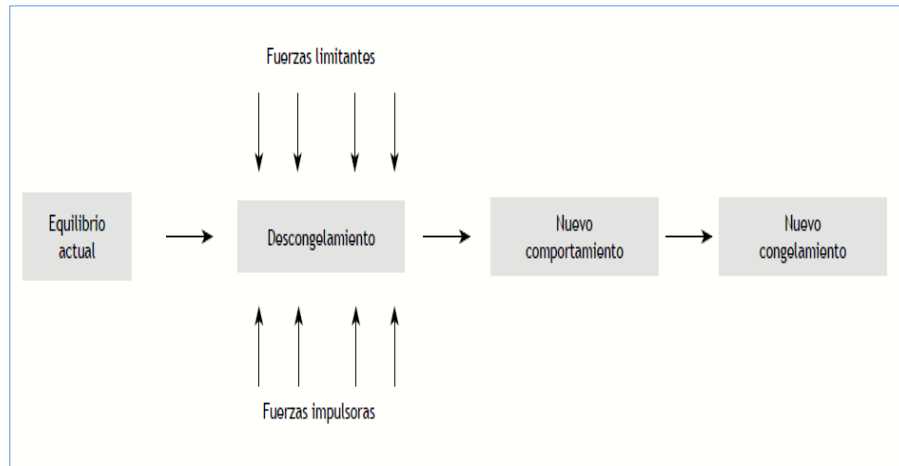 Fuerzas limitantes
Equilibrio
actual
Descongelamiento
Nuevo
comportamiento
Nuevo
congelamiento
Fuerzas impulsoras